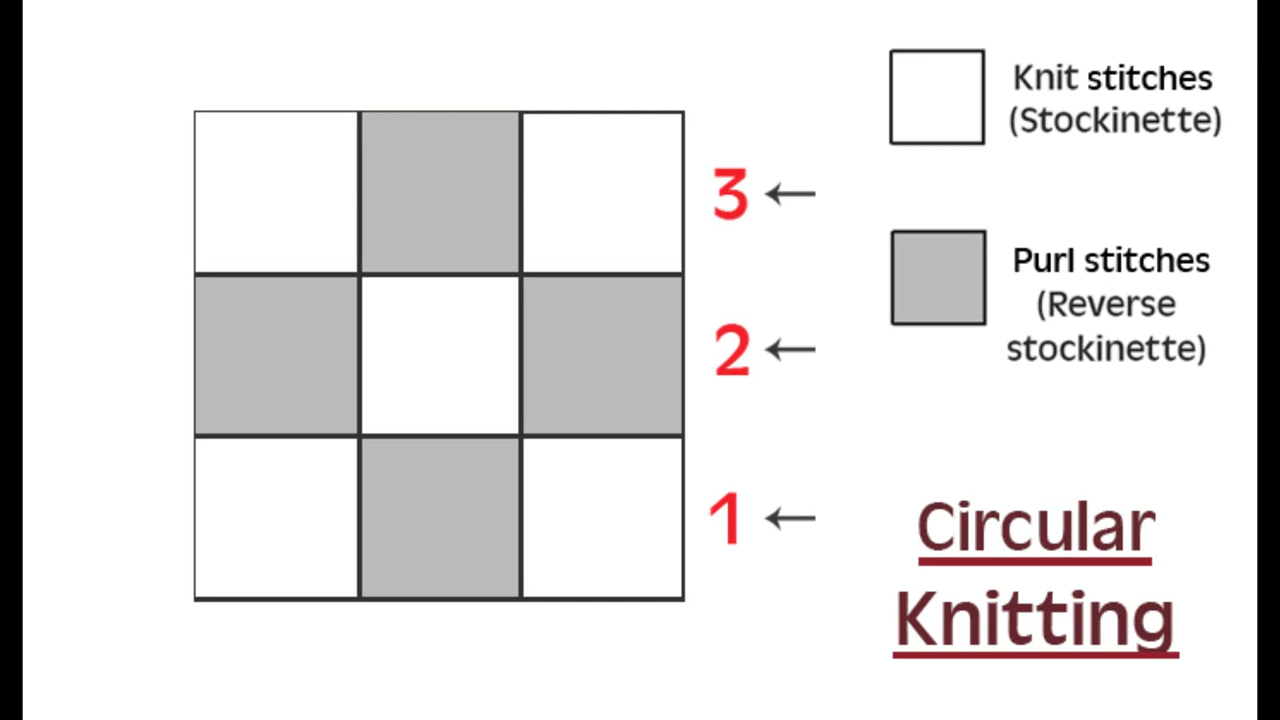 Knit stitches
(Stockinette)
3 ←
Purl stitches
(Reverse
stockinette)
2 ←
1 ←
Circular
Knitting